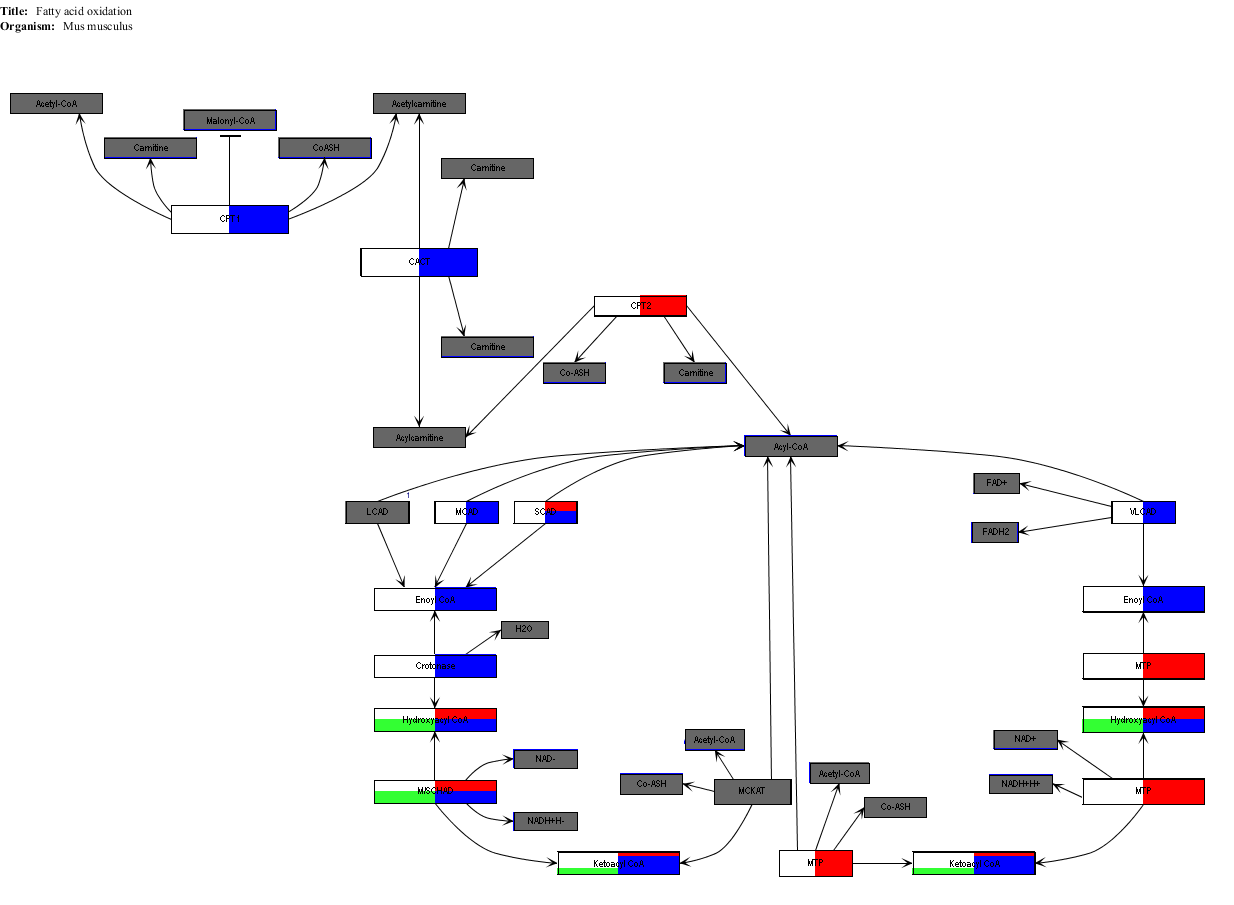 Title: Fatty acid oxidation
Organism: Mus musculus
Acetyl-CoA
Acetylcarnitine
Malonyl-CoA
Carnitine
CoASH
Carnitine
CPT1
CACT
CPT2
Carnitine
Co-ASH
Carnitine
Acylcarnitine
Acyl-CoA
FAD+
1
LCAD
MCAD
SCAD
VLCAD
FADH2
Enoyl-CoA
Enoyl-CoA
H2O
Crotonase
MTP
Hydroxyacyl-CoA
Hydroxyacyl-CoA
Acetyl-CoA
NAD+
NAD-
Acetyl-CoA
Co-ASH
NADH+H+
M/SCHAD
MCKAT
MTP
Co-ASH
NADH+H-
Ketoacyl-CoA
MTP
Ketoacyl-CoA